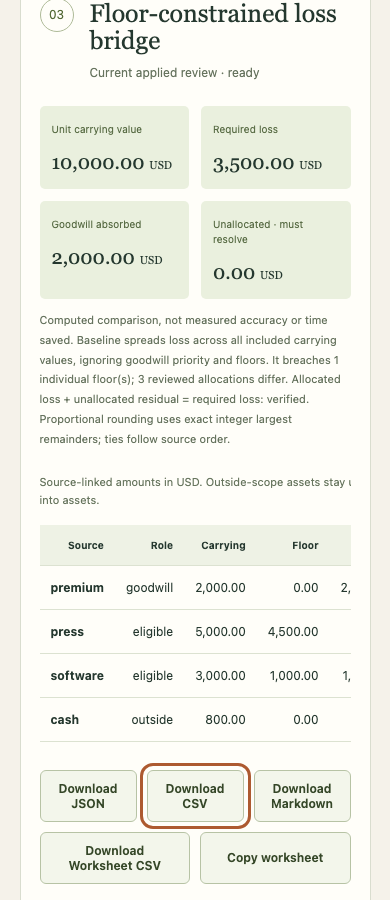 03
Floor-constrained loss
bridge
Current applied review · ready
Unit carrying value
10,000.00 USD
Required loss
3,500.00 USD
Goodwill absorbed
2,000.00 USD
Unallocated · must
resolve
0.00 USD
Computed comparison, not measured accuracy or time
saved. Baseline spreads loss across all included carrying
values, ignoring goodwill priority and floors. It breaches 1
individual floor(s); 3 reviewed allocations differ. Allocated
loss + unallocated residual = required loss: verified.
Proportional rounding uses exact integer largest
remainders; ties follow source order.
Source-linked amounts in USD. Outside-scope assets stay
into assets.
Source Role Carrying Floor
premium goodwill 2,000.00 0.00 2,
press eligible 5,000.00 4,500.00
software eligible 3,000.00 1,000.00 1,
cash outside 800.00 0.00
Download
JSON
Download
CSV
Download
Markdown
Download
Worksheet CSV
Copy worksheet